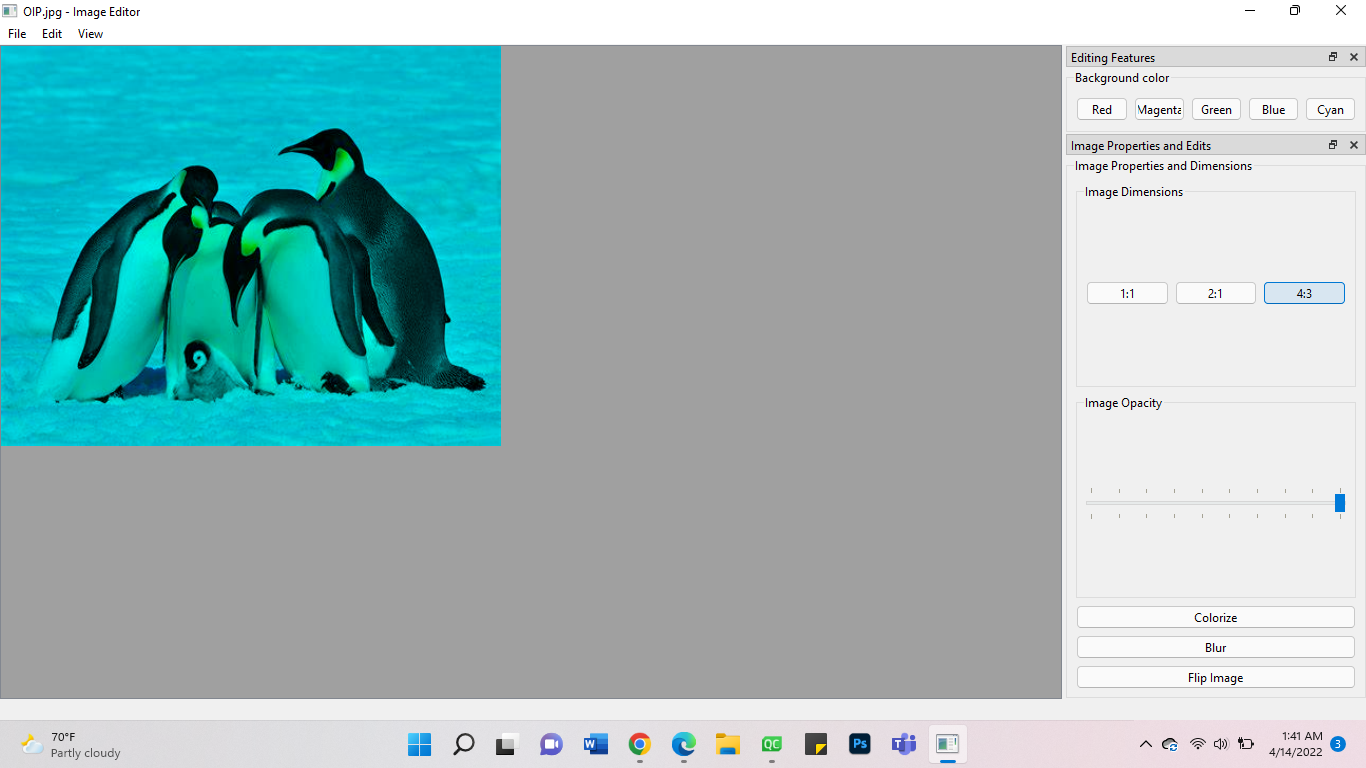 OIP.jpg - Image Editor
File Edit View
Editing Features
Background color
Red Magenta Green Blue Cyan
Image Properties and Edits
Image Properties and Dimensions
Image Dimensions
1:1 2:1 4:3
Image Opacity
Colorize
Blur
Flip Image
70°F
Partly cloudy
W
QC
Ps
T
1:41 AM
4/14/2022
3